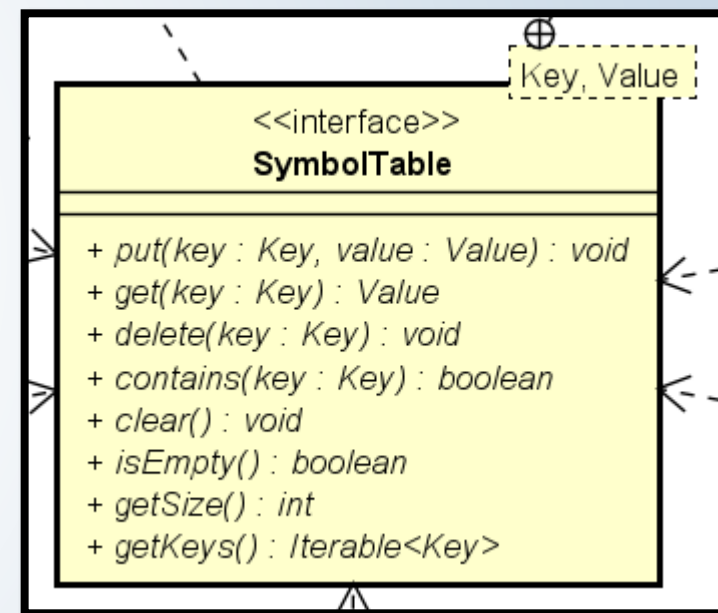 Key, Value
<<interface>>
SymbolTable
+ put(key : Key, value : Value) : void
+ get(key : Key) : Value
+ delete(key : Key) : void
+ contains(key : Key) : boolean
+ clear() : void
+ isEmpty() : boolean
+ getSize() : int
+ getKeys() : Iterable<Key>